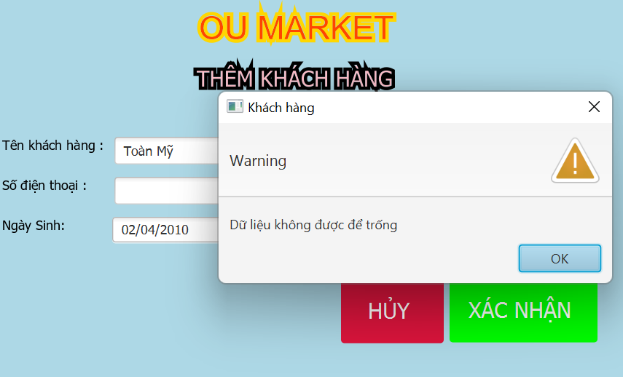 OU MARKET
THÊM KHÁCH HÀNG
Khách hàng
Tên khách hàng :
Toàn Mỹ
Warning
Số điện thoại :
Ngày Sinh:
02/04/2010
Dữ liệu không được để trống
OK
HỦY
XÁC NHẬN